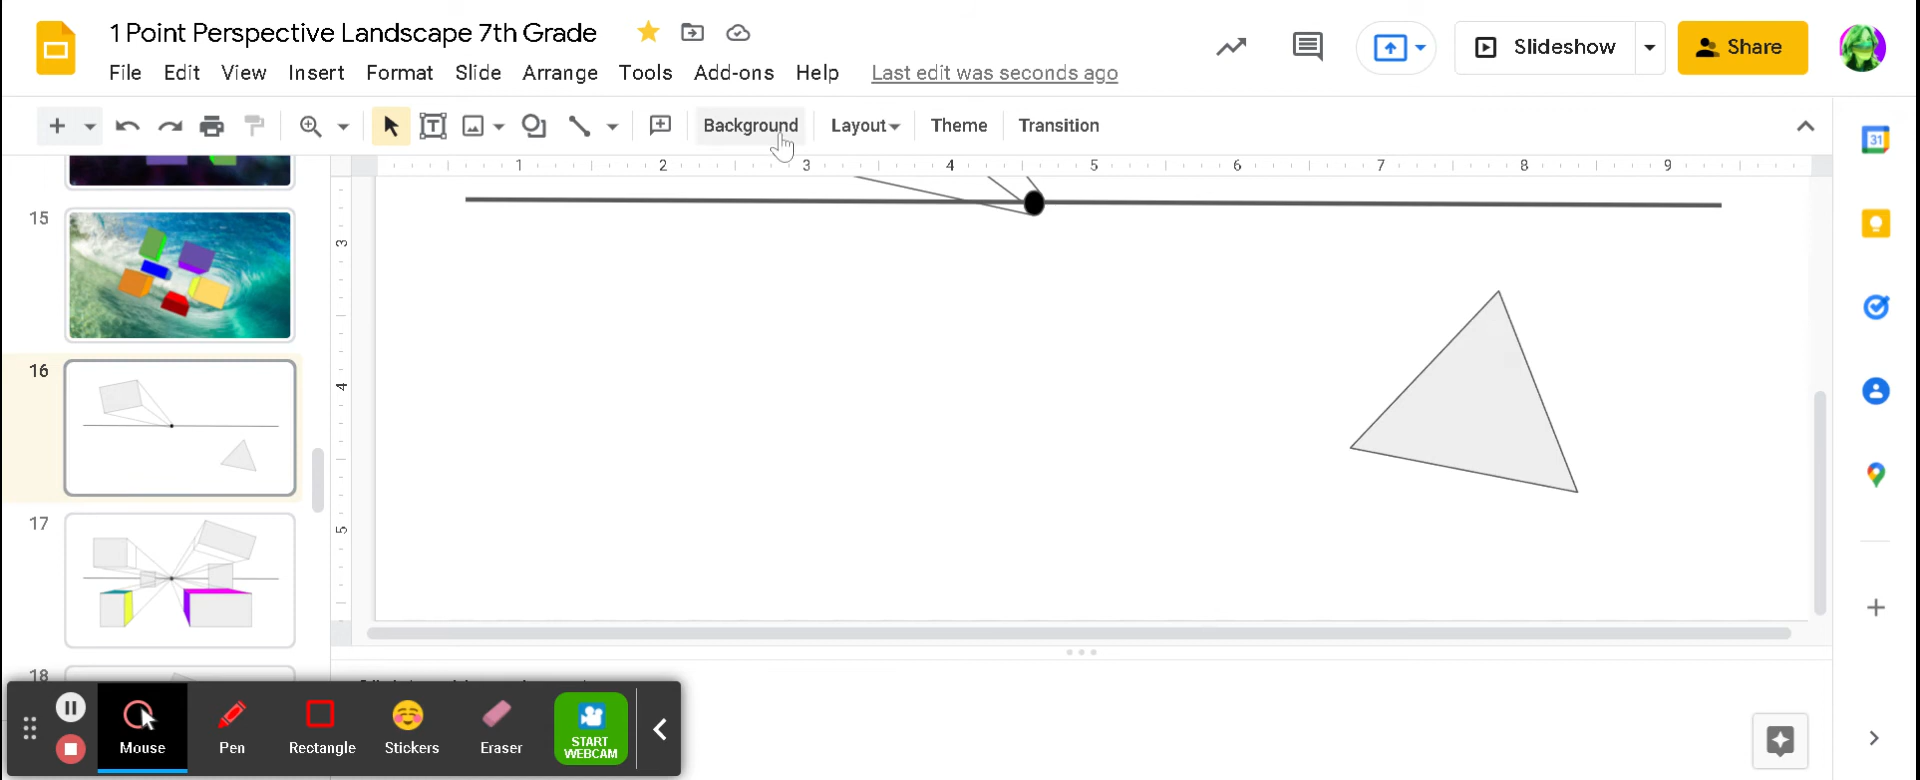 1 Point Perspective Landscape 7th Grade
File Edit View Insert Format Slide Arrange Tools Add-ons Help Last edit was seconds ago
Slideshow
Share
Background Layout Theme Transition
31
1 2 3 4 5 6 7 8 9
15
3
16
4
17
5
18
Mouse Pen Rectangle Stickers Eraser
START
WEBCAM